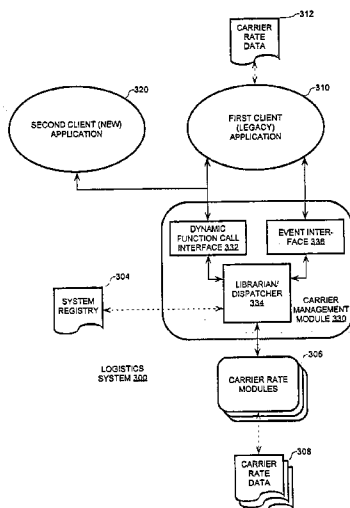 312
CARRIER
RATE
DATA
320
310
SECOND CLIENT (NEW)
APPLICATION
FIRST CLIENT
(LEGACY)
APPLICATION
DYNAMIC
FUNCTION CALL
INTERFACE 332
EVENT INTER-
FACE 336
304
LIBRARIAN/
DISPATCHER
334
CARRIER
MANAGEMENT
MODULE 330
SYSTEM
REGISTRY
306
LOGISTICS
SYSTEM 300
CARRIER RATE
MODULES
308
CARRIER
RATE
DATA